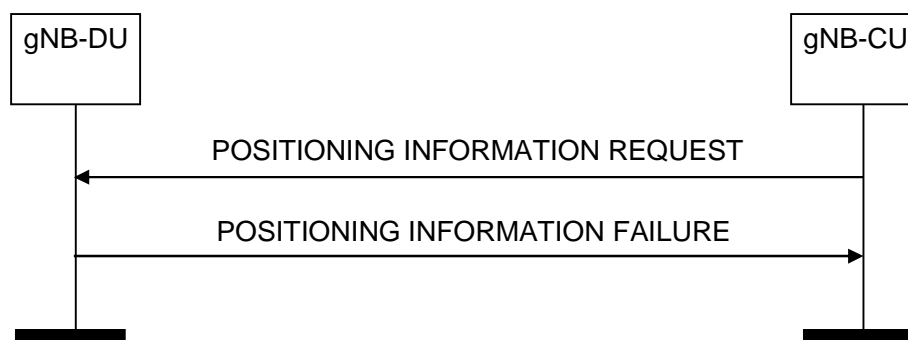 gNB-DU
gNB-CU
POSITIONING INFORMATION REQUEST
POSITIONING INFORMATION FAILURE